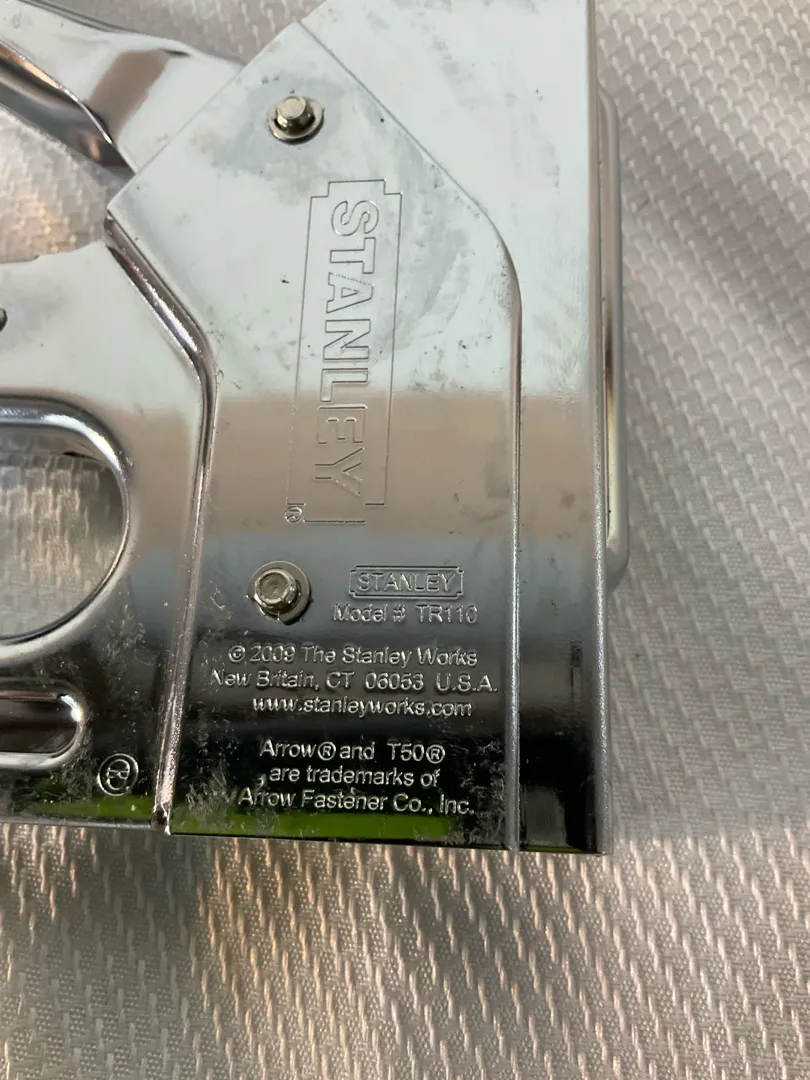 STANLEY
®
STANLEY
Model # TR110
© 2009 The Stanley Works
New Britain, CT 06053 U.S.A.
www.stanleyworks.com
Arrow® and T50®
are trademarks of
Arrow Fastener Co., Inc.
®